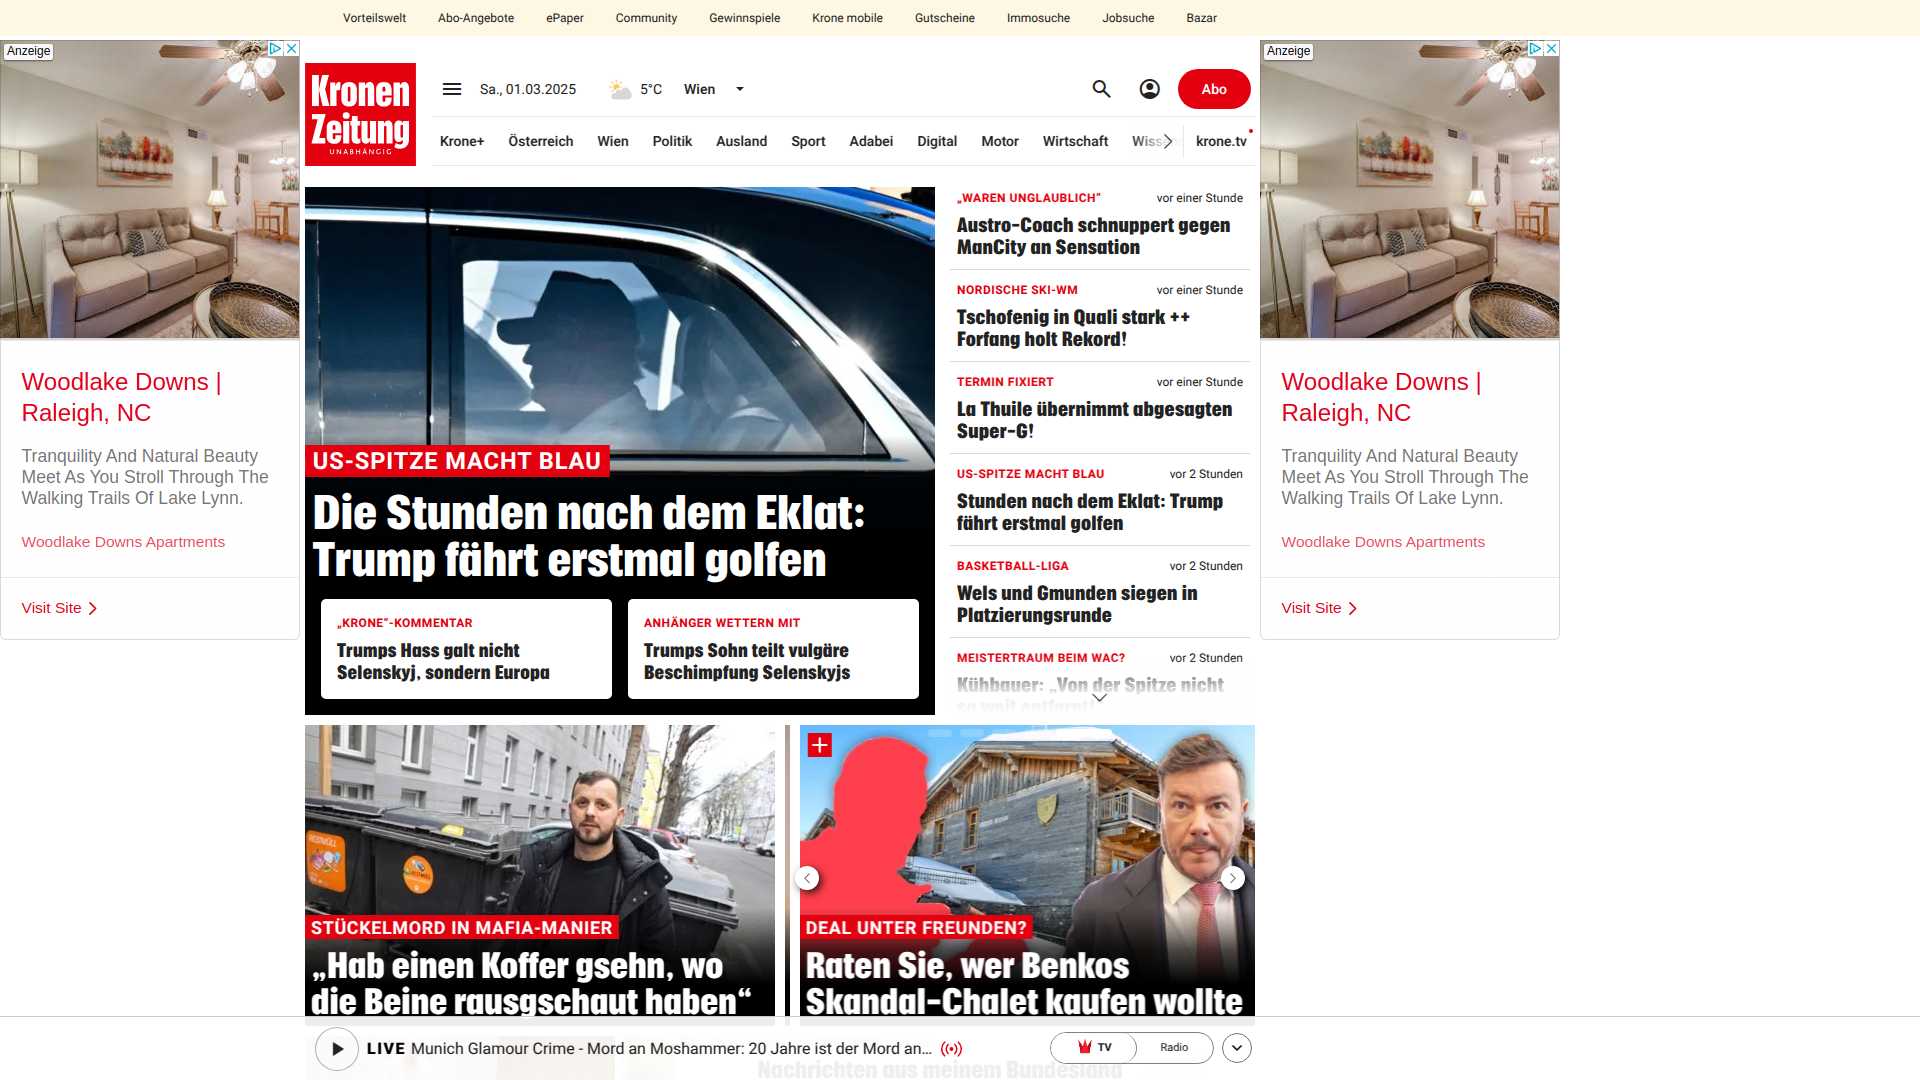 Vorteilswelt
Abo-Angebote
ePaper
Community
Gewinnspiele
Krone mobile
Gutscheine
Immosuche
Jobsuche
Bazar
Anzeige
Woodlake Downs |
Raleigh, NC
Tranquility And Natural Beauty
Meet As You Stroll Through The
Walking Trails Of Lake Lynn.
Woodlake Downs Apartments
Visit Site
Kronen
Zeitung
UNABHÄNGIG
Sa., 01.03.2025
5°C
Wien
Abo
Krone+
Österreich
Wien
Politik
Ausland
Sport
Adabei
Digital
Motor
Wirtschaft
krone.tv
US-SPITZE MACHT BLAU
Die Stunden nach dem Eklat:
Trump fährt erstmal golfen
„KRONE“-KOMMENTAR
Trumps Hass galt nicht
Selenskyj, sondern Europa
ANHÄNGER WETTERN MIT
Trumps Sohn teilt vulgäre
Beschimpfung Selenskyjs
„WAREN UNGLAUBLICH“
vor einer Stunde
Austro-Coach schnuppert gegen
ManCity an Sensation
NORDISCHE SKI-WM
vor einer Stunde
Tschofenig in Quali stark ++
Forfang holt Rekord!
TERMIN FIXIERT
vor einer Stunde
La Thuile übernimmt abgesagten
Super-G!
US-SPITZE MACHT BLAU
vor 2 Stunden
Stunden nach dem Eklat: Trump
fährt erstmal golfen
BASKETBALL-LIGA
vor 2 Stunden
Wels und Gmunden siegen in
Platzierungsrunde
MEISTERTRAUM BEIM WAC?
vor 2 Stunden
Kühbauer: „Von der Spitze nicht
so weit entfernt!
Anzeige
Woodlake Downs |
Raleigh, NC
Tranquility And Natural Beauty
Meet As You Stroll Through The
Walking Trails Of Lake Lynn.
Woodlake Downs Apartments
Visit Site
STÜCKELMORD IN MAFIA-MANIER
„Hab einen Koffer gsehn, wo
die Beine rausgschaut haben“
DEAL UNTER FREUNDEN?
Raten Sie, wer Benkos
Skandal-Chalet kaufen wollte
LIVE Munich Glamour Crime - Mord an Moshammer: 20 Jahre ist der Mord an...
TV
Radio
Nachrichten aus meinem Bundesland